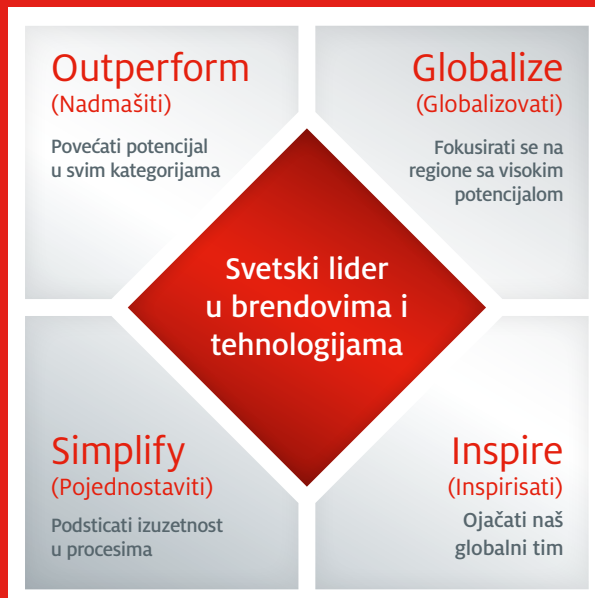 Outperform
(Nadmašiti)
Povećati potencijal
u svim kategorijama
Globalize
(Globalizovati)
Fokusirati se na
regione sa visokim
potencijalom
Svetski lider
u brendovima i
tehnologijama
Simplify
(Pojednostaviti)
Podsticati izuzetnost
u procesima
Inspire
(Inspirisati)
Ojačati naš
globalni tim